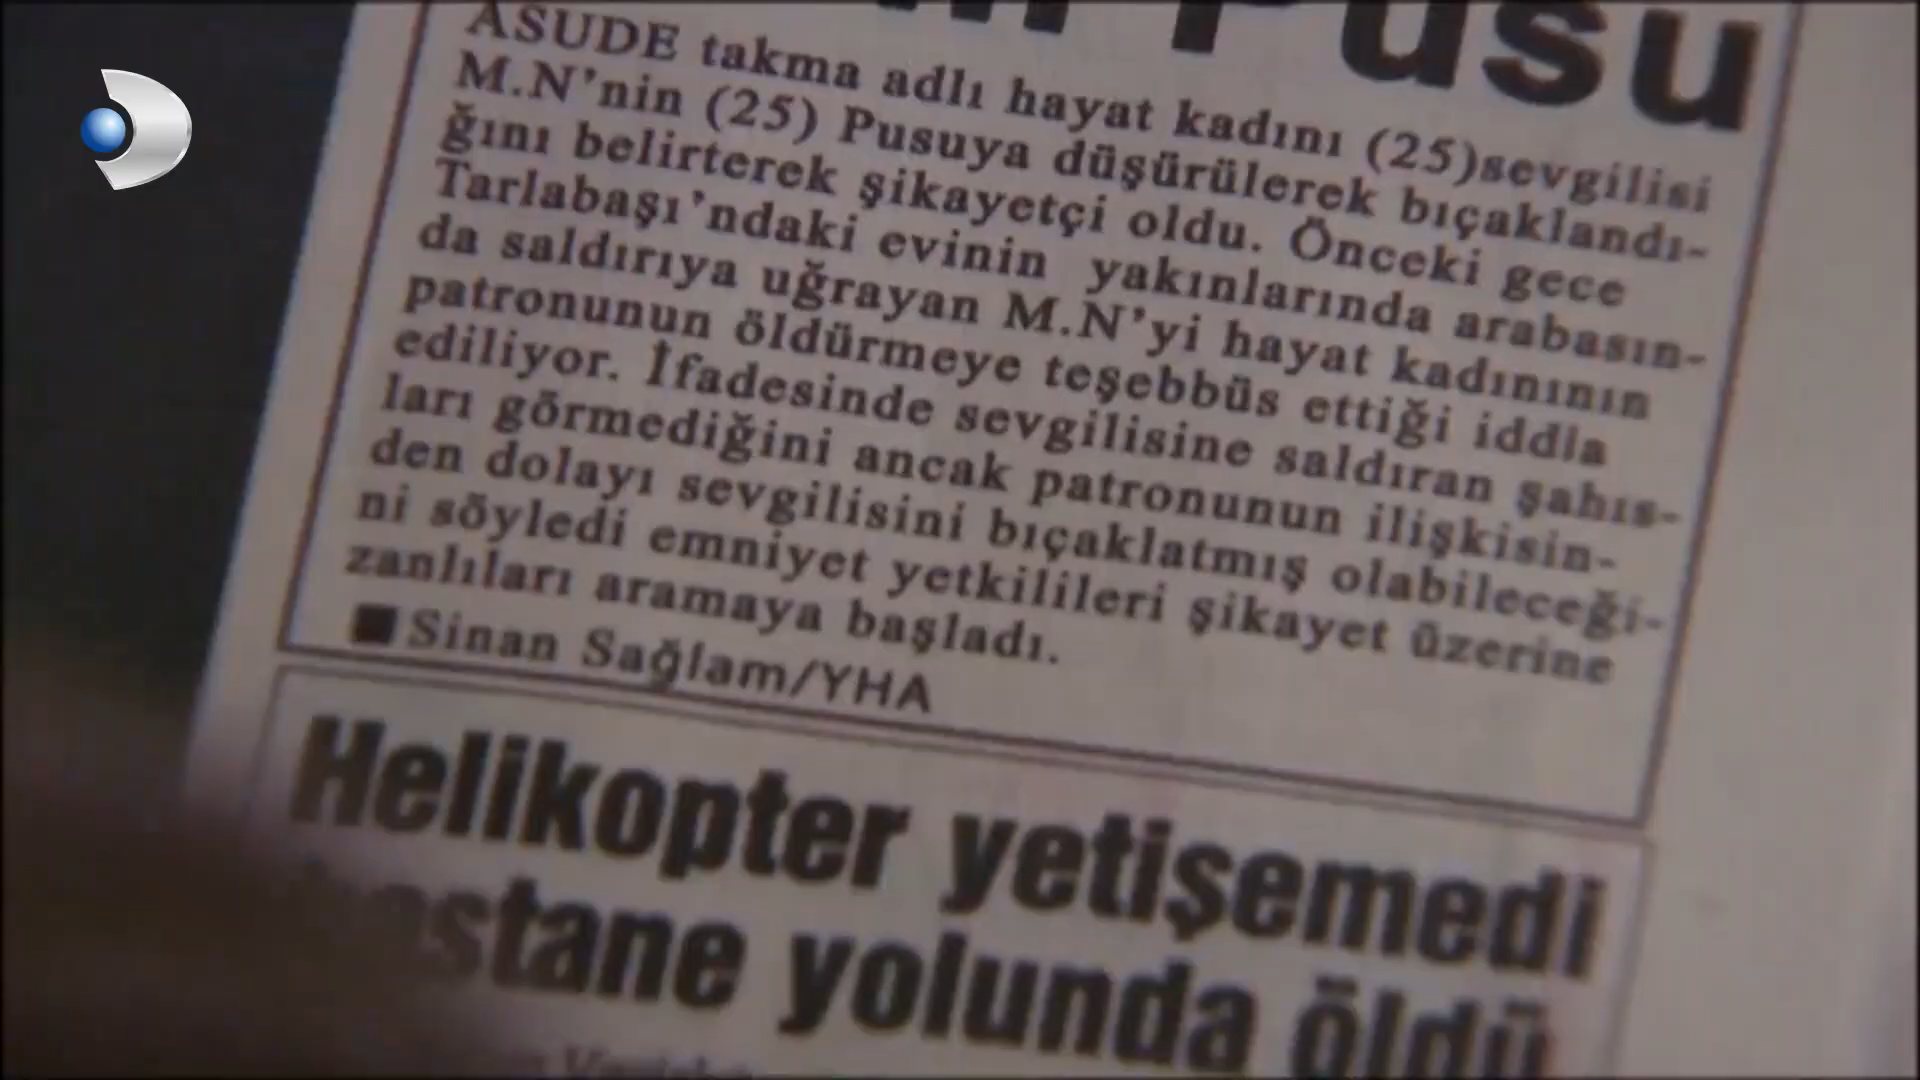 Pusu
ASUDE takma adlı hayat kadını (25)sevgilisi
M.N'nin (25) Pusuya düşürülerek bıçaklandı-
ğını belirterek şikayetçi oldu. Önceki gece
Tarlabaşı'ndaki evinin yakınlarında arabasın-
da saldırıya uğrayan M.N'yi hayat kadınının
patronunun öldürmeye teşebbüs ettiği iddia
ediliyor. İfadesinde sevgilisine saldıran şahıs-
ları görmediğini ancak patronunun ilişkisin-
den dolayı sevgilisini bıçaklatmış olabileceği-
ni söyledi emniyet yetkilileri şikayet üzerine
zanlıları aramaya başladı.
Sinan Sağlam/YHA
Helikopter yetişemedi
hastane yolunda öldü